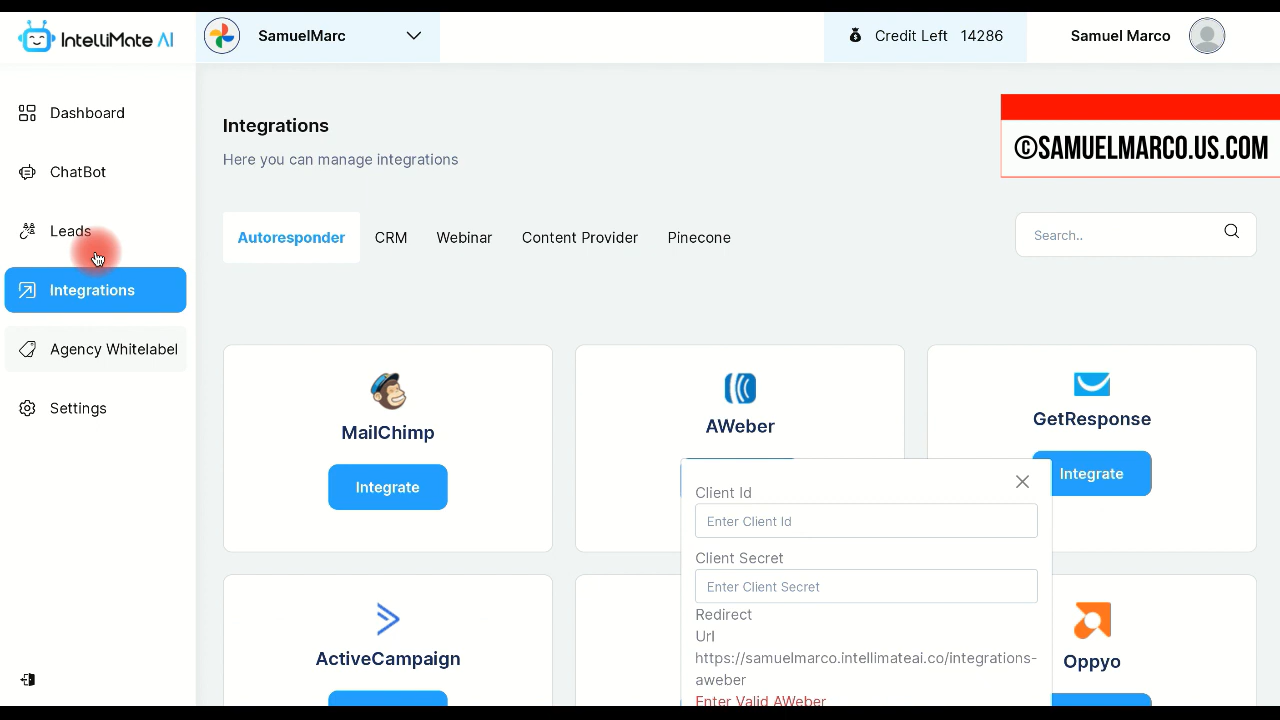 IntelliMate AI
SamuelMarc
Credit Left 14286
Samuel Marco
Dashboard
ChatBot
Leads
Integrations
Agency Whitelabel
Settings
Integrations
Here you can manage integrations
©SAMUELMARCO.US.COM
Autoresponder
CRM
Webinar
Content Provider
Pinecone
Search..
MailChimp
Integrate
AWeber
GetResponse
Integrate
Client Id
Enter Client Id
Client Secret
Enter Client Secret
Redirect
Url
https://samuelmarco.intellimateai.co/integrations-
aweber
Enter Valid AWeber
ActiveCampaign
Oppyo